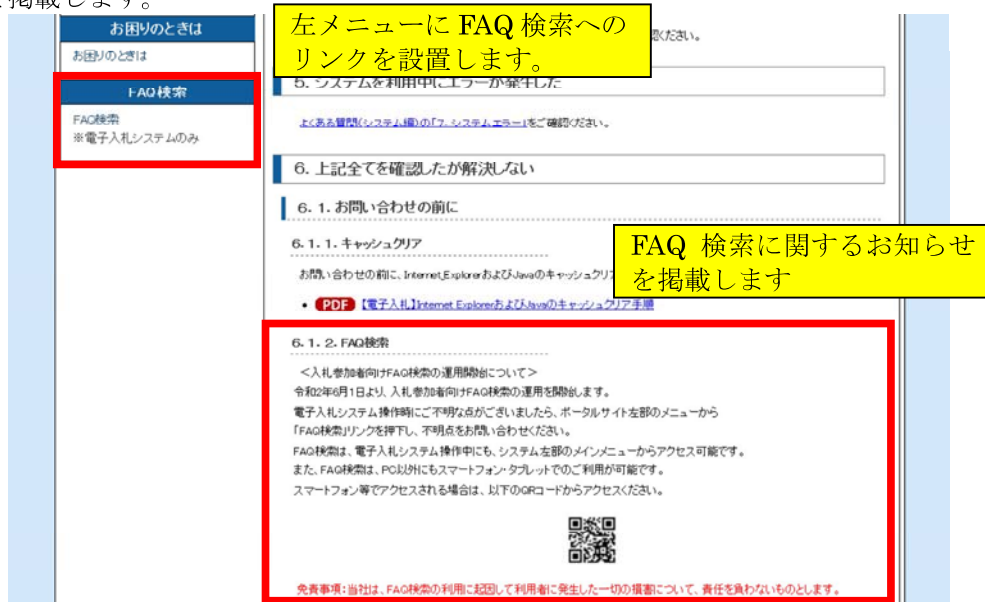 掲載します。
お困りのときは
お困りのときは
FAQ検索
FAQ検索
※電子入札システムのみ
左メニューに FAQ 検索への
リンクを設置します。
ください。
5. システムを利用中にエラーが発生した
よくある質問(システム編)の「7. システムエラー」をご確認ください。
6. 上記全てを確認したが解決しない
6. 1. お問い合わせの前に
6. 1. 1. キャッシュクリア
お問い合わせの前に、Internet ExplorerおよびJavaのキャッシュクリア
FAQ 検索に関するお知らせ
を掲載します
• PDF 【電子入札】Internet ExplorerおよびJavaのキャッシュクリア手順
6. 1. 2. FAQ検索
＜入札参加者向けFAQ検索の運用開始について＞
令和2年6月1日より、入札参加者向けFAQ検索の運用を開始します。
電子入札システム操作時にご不明な点がございましたら、ポータルサイト左部のメニューから
「FAQ検索」リンクを押下し、不明点をお問い合わせください。
FAQ検索は、電子入札システム操作中にも、システム左部のメインメニューからアクセス可能です。
また、FAQ検索は、PC以外にもスマートフォン・タブレットでのご利用が可能です。
スマートフォン等でアクセスされる場合は、以下のQRコードからアクセスください。
免責事項：当社は、FAQ検索の利用に起因して利用者に発生した一切の損害について、責任を負わないものとします。